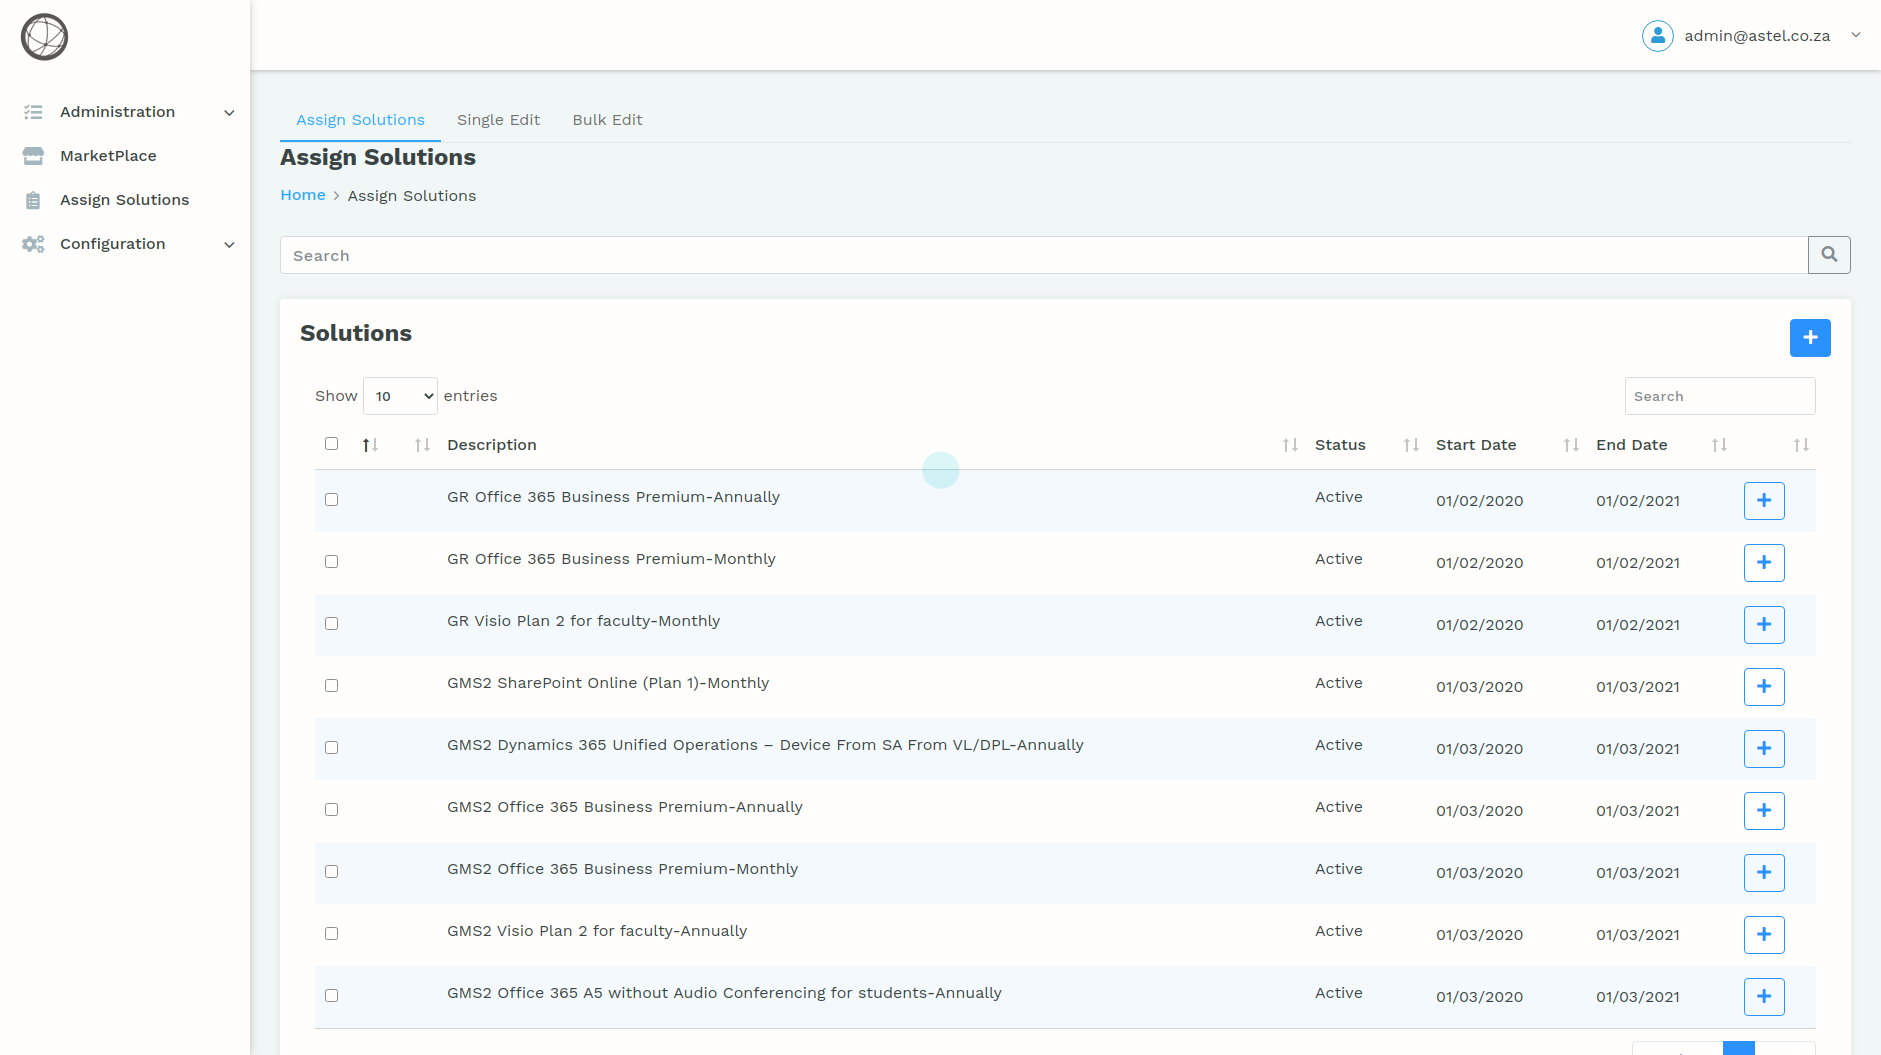 admin@astel.co.za
Administration
MarketPlace
Assign Solutions
Configuration
Assign Solutions Single Edit Bulk Edit
Assign Solutions
Home > Assign Solutions
Search
Solutions
Show 10 entries Search
Description Status Start Date End Date
GR Office 365 Business Premium-Annually Active 01/02/2020 01/02/2021
GR Office 365 Business Premium-Monthly Active 01/02/2020 01/02/2021
GR Visio Plan 2 for faculty-Monthly Active 01/02/2020 01/02/2021
GMS2 SharePoint Online (Plan 1)-Monthly Active 01/03/2020 01/03/2021
GMS2 Dynamics 365 Unified Operations – Device From SA From VL/DPL-Annually Active 01/03/2020 01/03/2021
GMS2 Office 365 Business Premium-Annually Active 01/03/2020 01/03/2021
GMS2 Office 365 Business Premium-Monthly Active 01/03/2020 01/03/2021
GMS2 Visio Plan 2 for faculty-Annually Active 01/03/2020 01/03/2021
GMS2 Office 365 A5 without Audio Conferencing for students-Annually Active 01/03/2020 01/03/2021